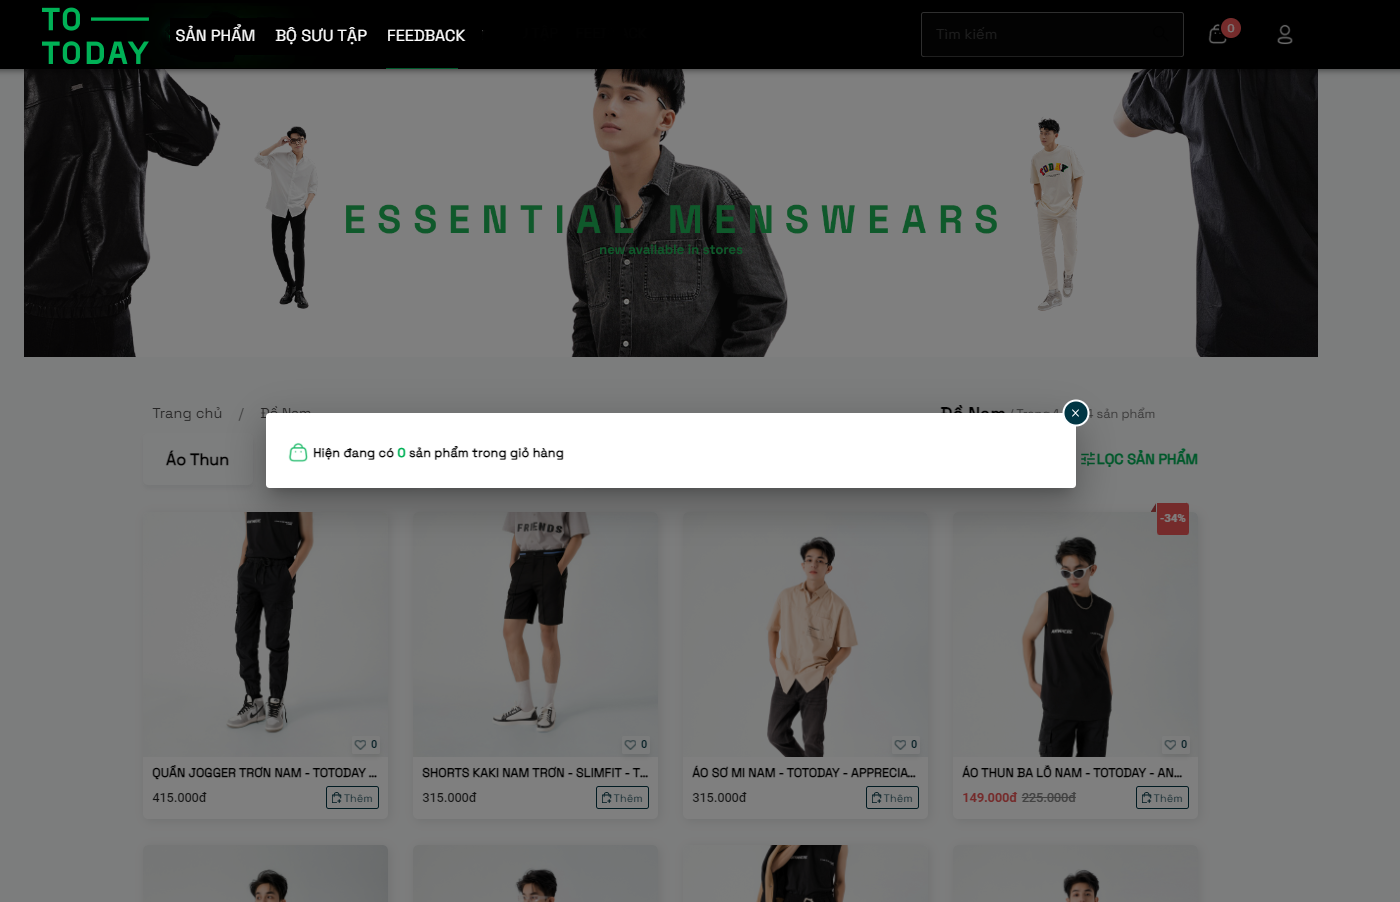 TO
TODAY
SẢN PHẨM BỘ SƯU TẬP FEEDBACK
Tìm kiếm
0
TODAY
ESSENTIAL MENSWEARS
new available in stores
Trang chủ / Đồ Nam
Đồ Nam
sản phẩm
Hiện đang có 0 sản phẩm trong giỏ hàng
Áo Thun
LỌC SẢN PHẨM
-34%
FRIENDS
0
0
0
0
QUẦN JOGGER TRƠN NAM - TOTODAY ...
SHORTS KAKI NAM TRƠN - SLIMFIT - T...
ÁO SƠ MI NAM - TOTODAY - APPRECIA...
ÁO THUN BA LỖ NAM - TOTODAY - AN...
415.000đ Thêm
315.000đ Thêm
315.000đ Thêm
149.000đ 225.000đ Thêm